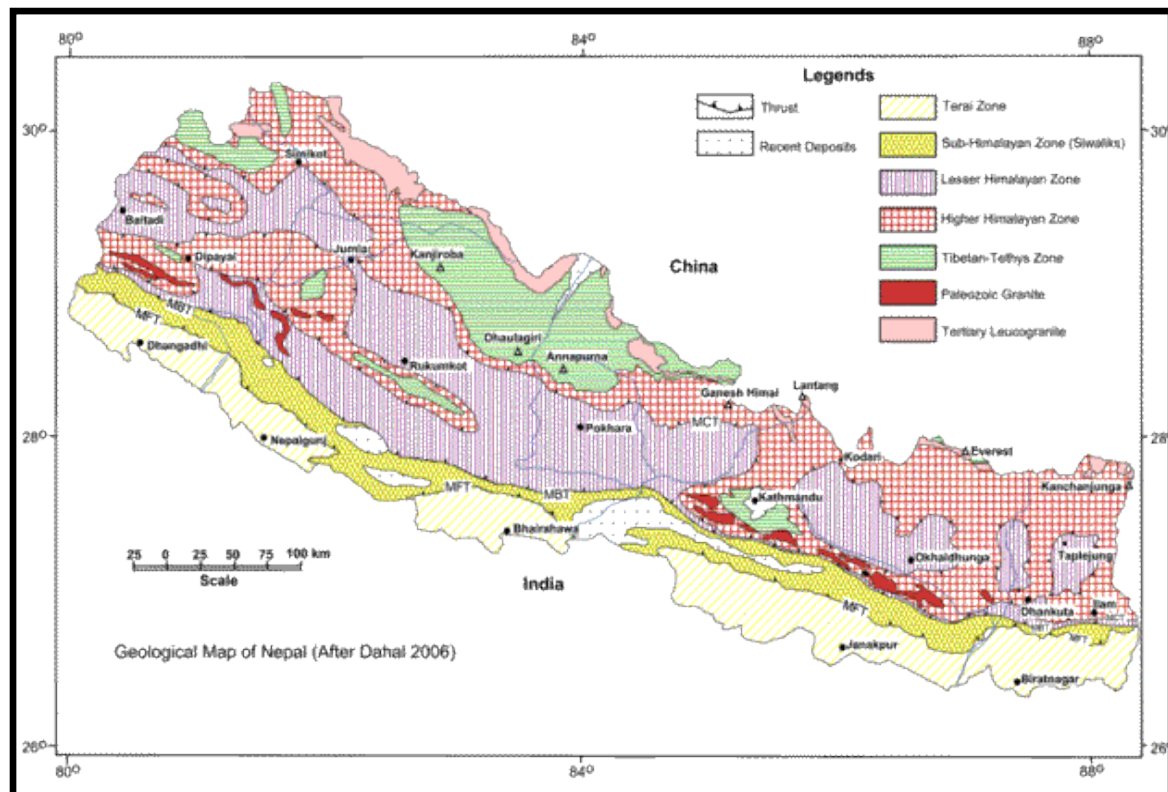 80° 84° 88°
Legends
Thrust
Recent Deposits
Terai Zone
Sub-Himalayan Zone (Siwaliks)
Lesser Himalayan Zone
Higher Himalayan Zone
Tibetan-Tethys Zone
Paleozoic Granite
Tertiary Leucogranite
30° 30°
Simikot
Baitadi
Dipayal
Jumla
Kanjiroba
China
MBT
MFT
Dhangadhi
Dhaulagiri
Annapurna
Rukumkot
Ganesh Himal
Lantang
28° 28°
Nepalgunj
Pokhara
MCT
Kodari
Everest
Kanchanjunga
MFT
MBT
Kathmandu
Bhairahawa
Okhaldhunga
Taplejung
25 0 25 50 75 100 km
Scale
India
MFT
Dhankuta
Ilam
MBT
MCT
MFT
Geological Map of Nepal (After Dahal 2006)
Janakpur
Biratnagar
26° 26°
80° 84° 88°